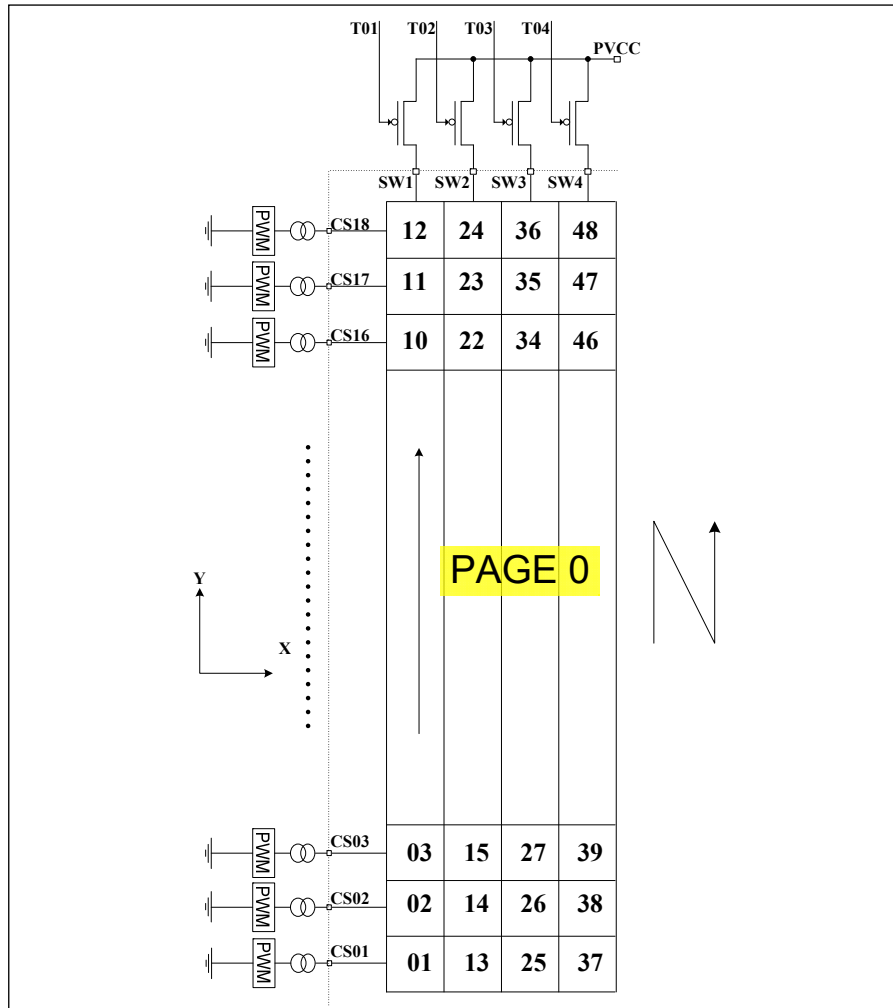 T01 T02 T03 T04
PVCC
SW1 SW2 SW3 SW4
PWM CS18 12 24 36 48
PWM CS17 11 23 35 47
PWM CS16 10 22 34 46
PAGE 0
Y
X
PWM CS03 03 15 27 39
PWM CS02 02 14 26 38
PWM CS01 01 13 25 37